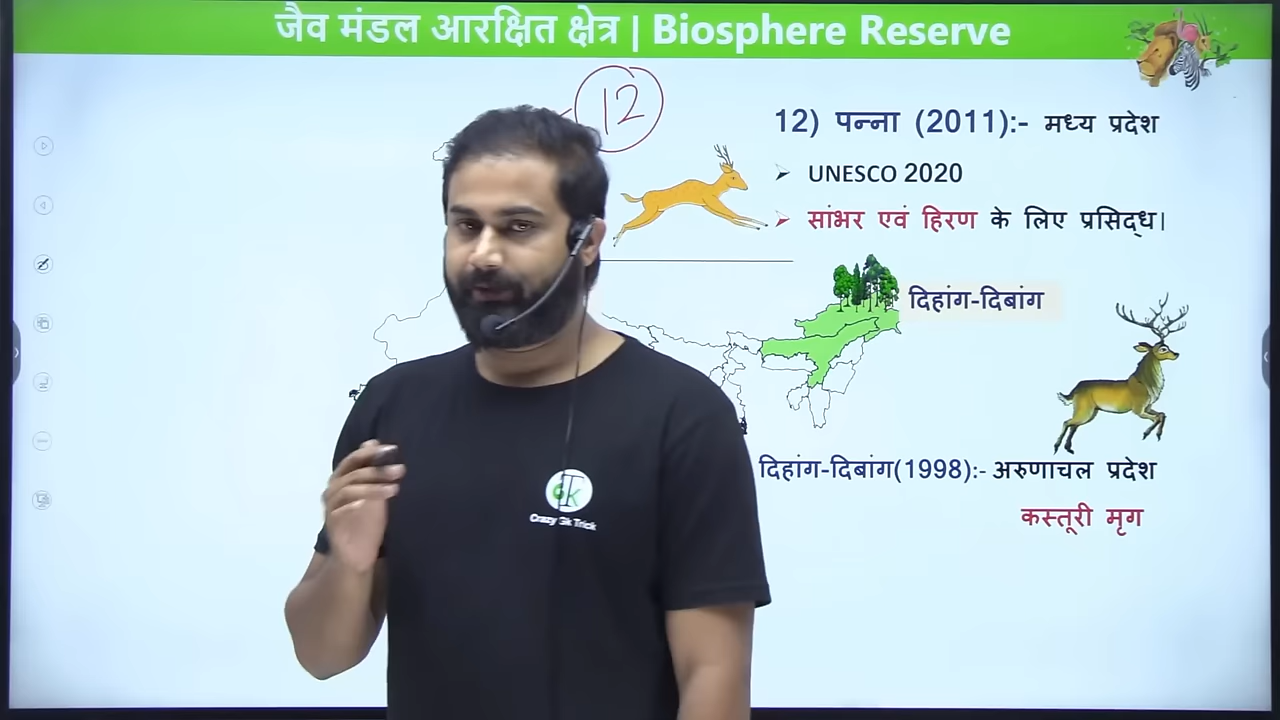 जैव मंडल आरक्षित क्षेत्र | Biosphere Reserve
12
12) पन्ना (2011):- मध्य प्रदेश
➢ UNESCO 2020
➢ सांभर एवं हिरण के लिए प्रसिद्ध।
दिहांग-दिबांग
दिहांग-दिबांग(1998):- अरुणाचल प्रदेश
कस्तूरी मृग
Crazy Gk Trick